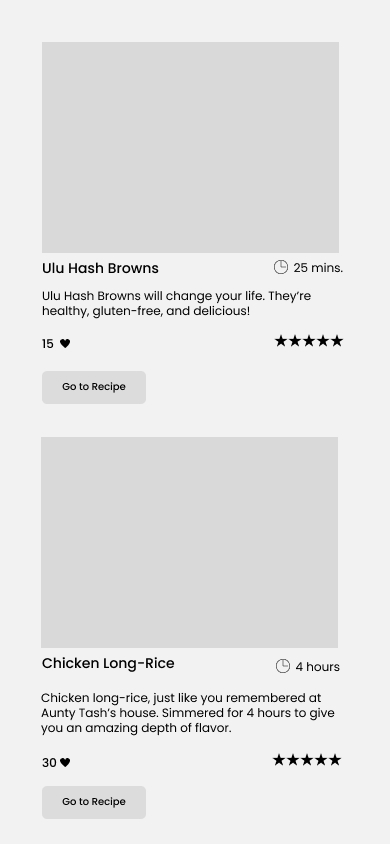 Ulu Hash Browns
25 mins.
Ulu Hash Browns will change your life. They're
healthy, gluten-free, and delicious!
15
Go to Recipe
Chicken Long-Rice
4 hours
Chicken long-rice, just like you remembered at
Aunty Tash's house. Simmered for 4 hours to give
you an amazing depth of flavor.
30
Go to Recipe